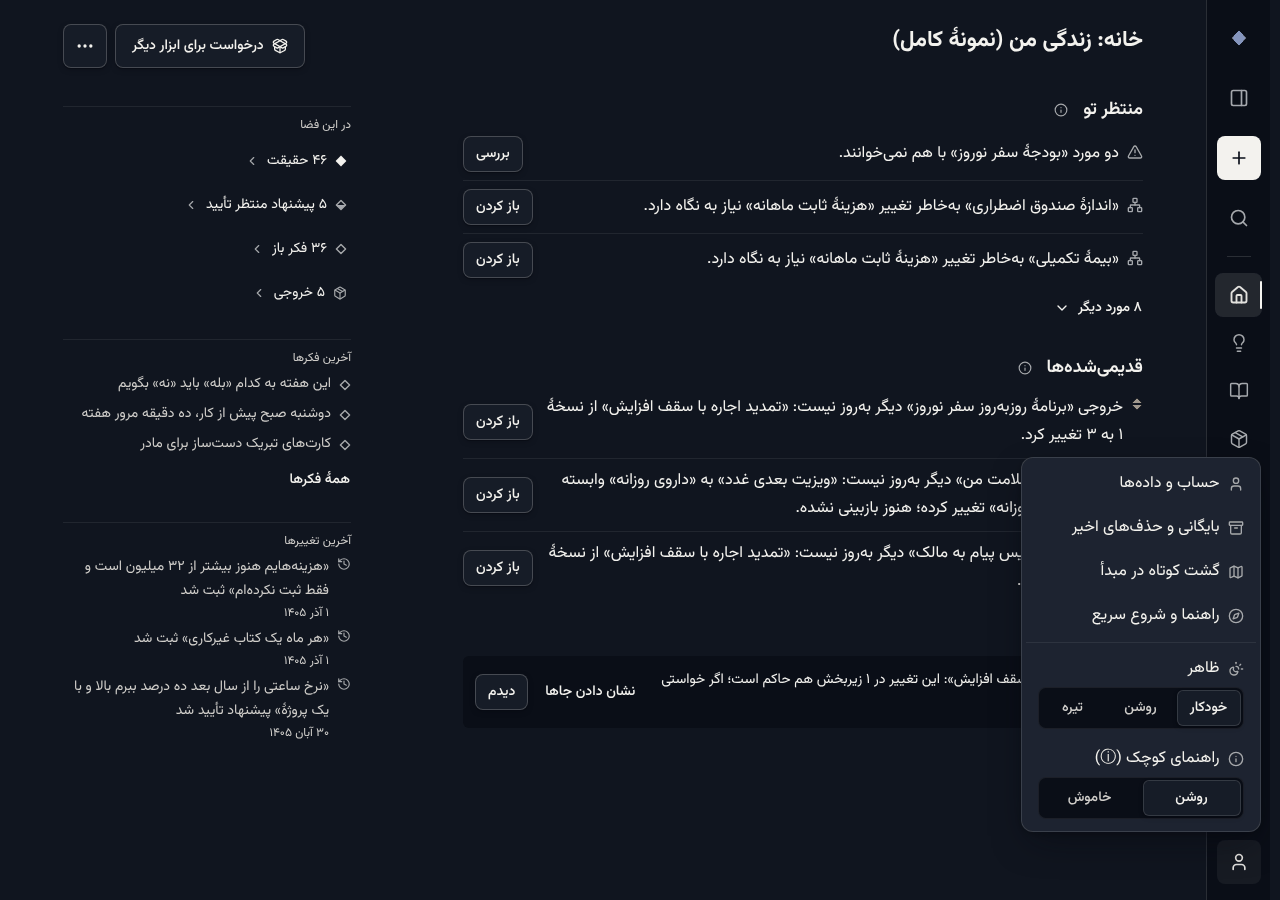 خانه: زندگی من (نمونهٔ کامل)
درخواست برای ابزار دیگر
منتظر تو
دو مورد «بودجهٔ سفر نوروز» با هم نمی‌خوانند.
بررسی
«اندازهٔ صندوق اضطراری» به‌خاطر تغییر «هزینهٔ ثابت ماهانه» نیاز به نگاه دارد.
باز کردن
«بیمهٔ تکمیلی» به‌خاطر تغییر «هزینهٔ ثابت ماهانه» نیاز به نگاه دارد.
باز کردن
۸ مورد دیگر
قدیمی‌شده‌ها
خروجی «برنامهٔ روزبه‌روز سفر نوروز» دیگر به‌روز نیست: «تمدید اجاره با سقف افزایش» از نسخهٔ
۱ به ۳ تغییر کرد.
باز کردن
لامت من» دیگر به‌روز نیست: «ویزیت بعدی غدد» به «داروی روزانه» وابسته
وزانه» تغییر کرده؛ هنوز بازبینی نشده.
باز کردن
یس پیام به مالک» دیگر به‌روز نیست: «تمدید اجاره با سقف افزایش» از نسخهٔ
باز کردن
سقف افزایش»: این تغییر در ۱ زیربخش هم حاکم است؛ اگر خواستی
نشان دادن جاها
دیدم
حساب و داده‌ها
بایگانی و حذف‌های اخیر
گشت کوتاه در مبدأ
راهنما و شروع سریع
ظاهر
خودکار
روشن
تیره
راهنمای کوچک (ⓘ)
روشن
خاموش
در این فضا
۴۶ حقیقت
۵ پیشنهاد منتظر تأیید
۳۶ فکر باز
۵ خروجی
آخرین فکرها
این هفته به کدام «بله» باید «نه» بگویم
دوشنبه صبح پیش از کار، ده دقیقه مرور هفته
کارت‌های تبریک دست‌ساز برای مادر
همهٔ فکرها
آخرین تغییرها
«هزینه‌هایم هنوز بیشتر از ۳۲ میلیون است و
فقط ثبت نکرده‌ام» ثبت شد
۱ آذر ۱۴۰۵
«هر ماه یک کتاب غیرکاری» ثبت شد
۱ آذر ۱۴۰۵
«نرخ ساعتی را از سال بعد ده درصد ببرم بالا و با
یک پروژهٔ» پیشنهاد تأیید شد
۳۰ آبان ۱۴۰۵